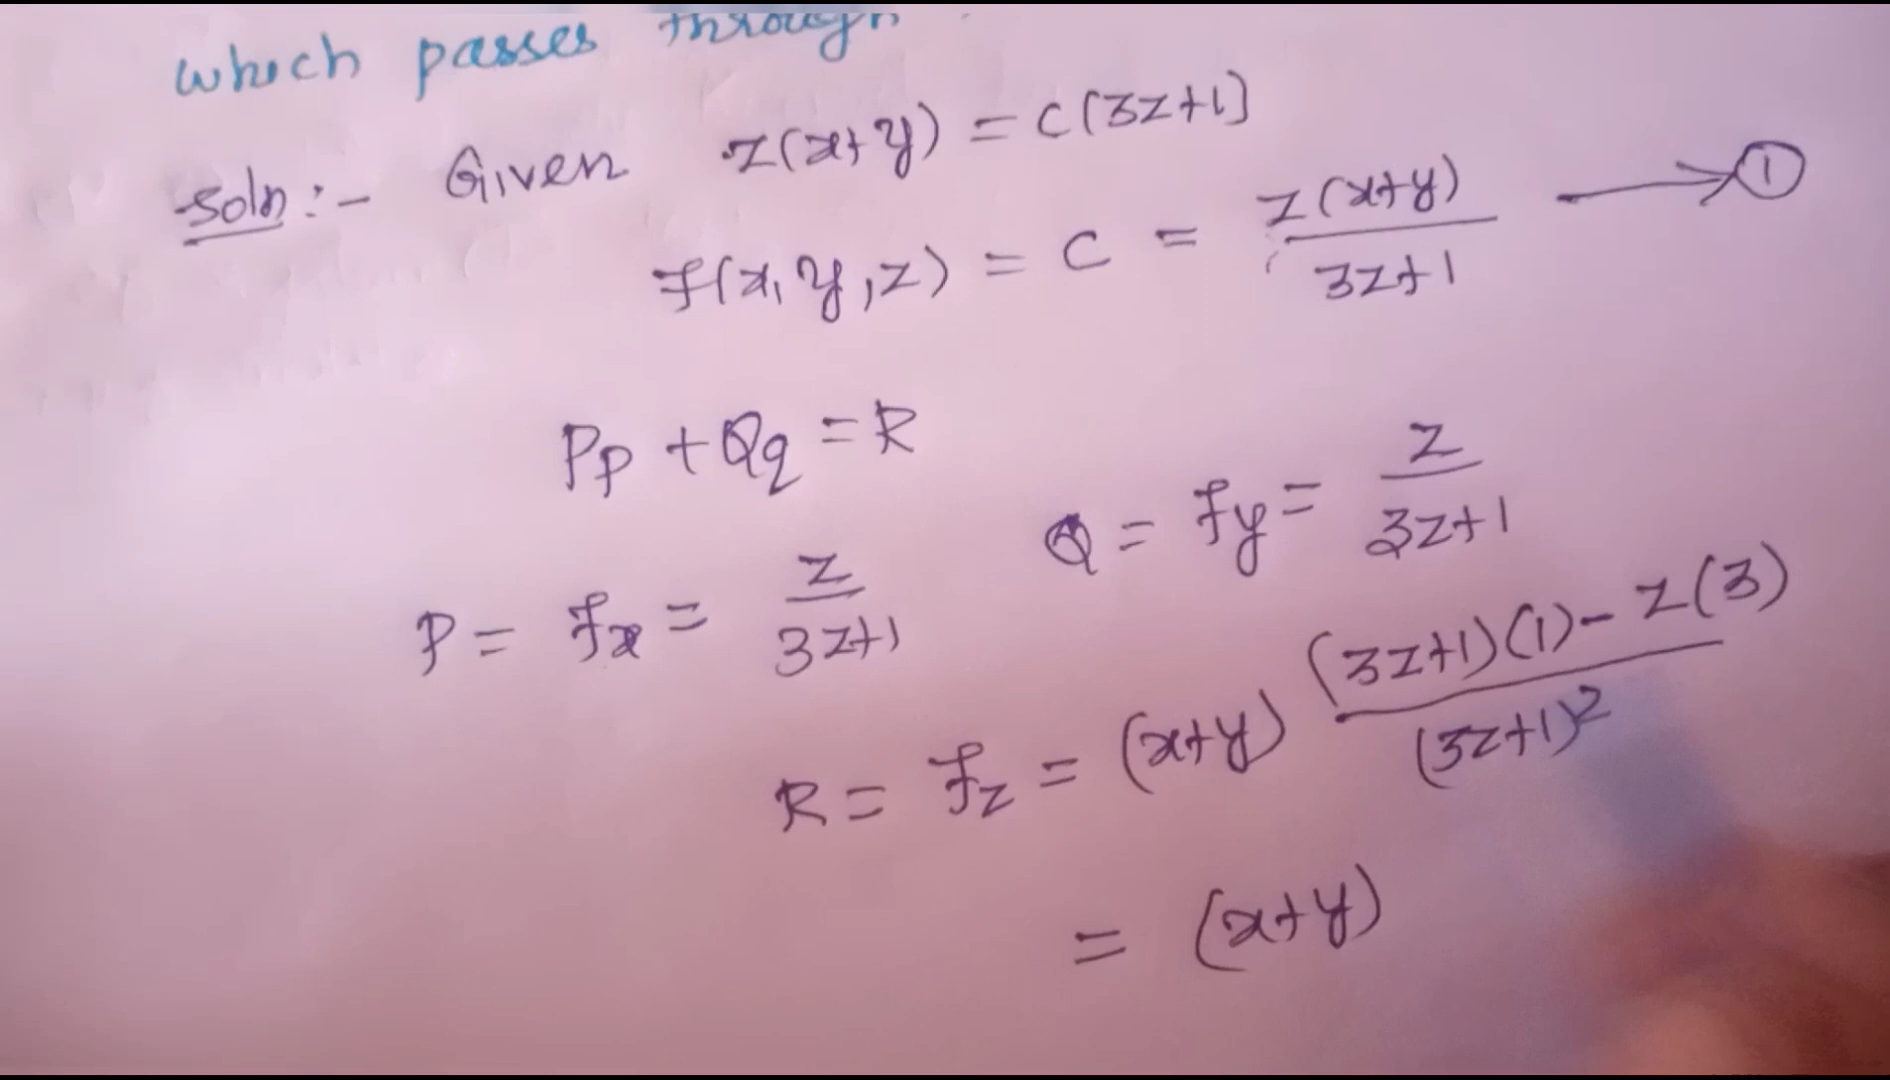 which passes through
Soln :- Given z(x+y) = c(3z+1)
f(x, y, z) = c = z(x+y) / 3z+1 → ①
Pp + Qq = R
P = fx = z / 3z+1 Q = fy = z / 3z+1
R = fz = (x+y) (3z+1)(1) - z(3) / (3z+1)²
= (x+y)